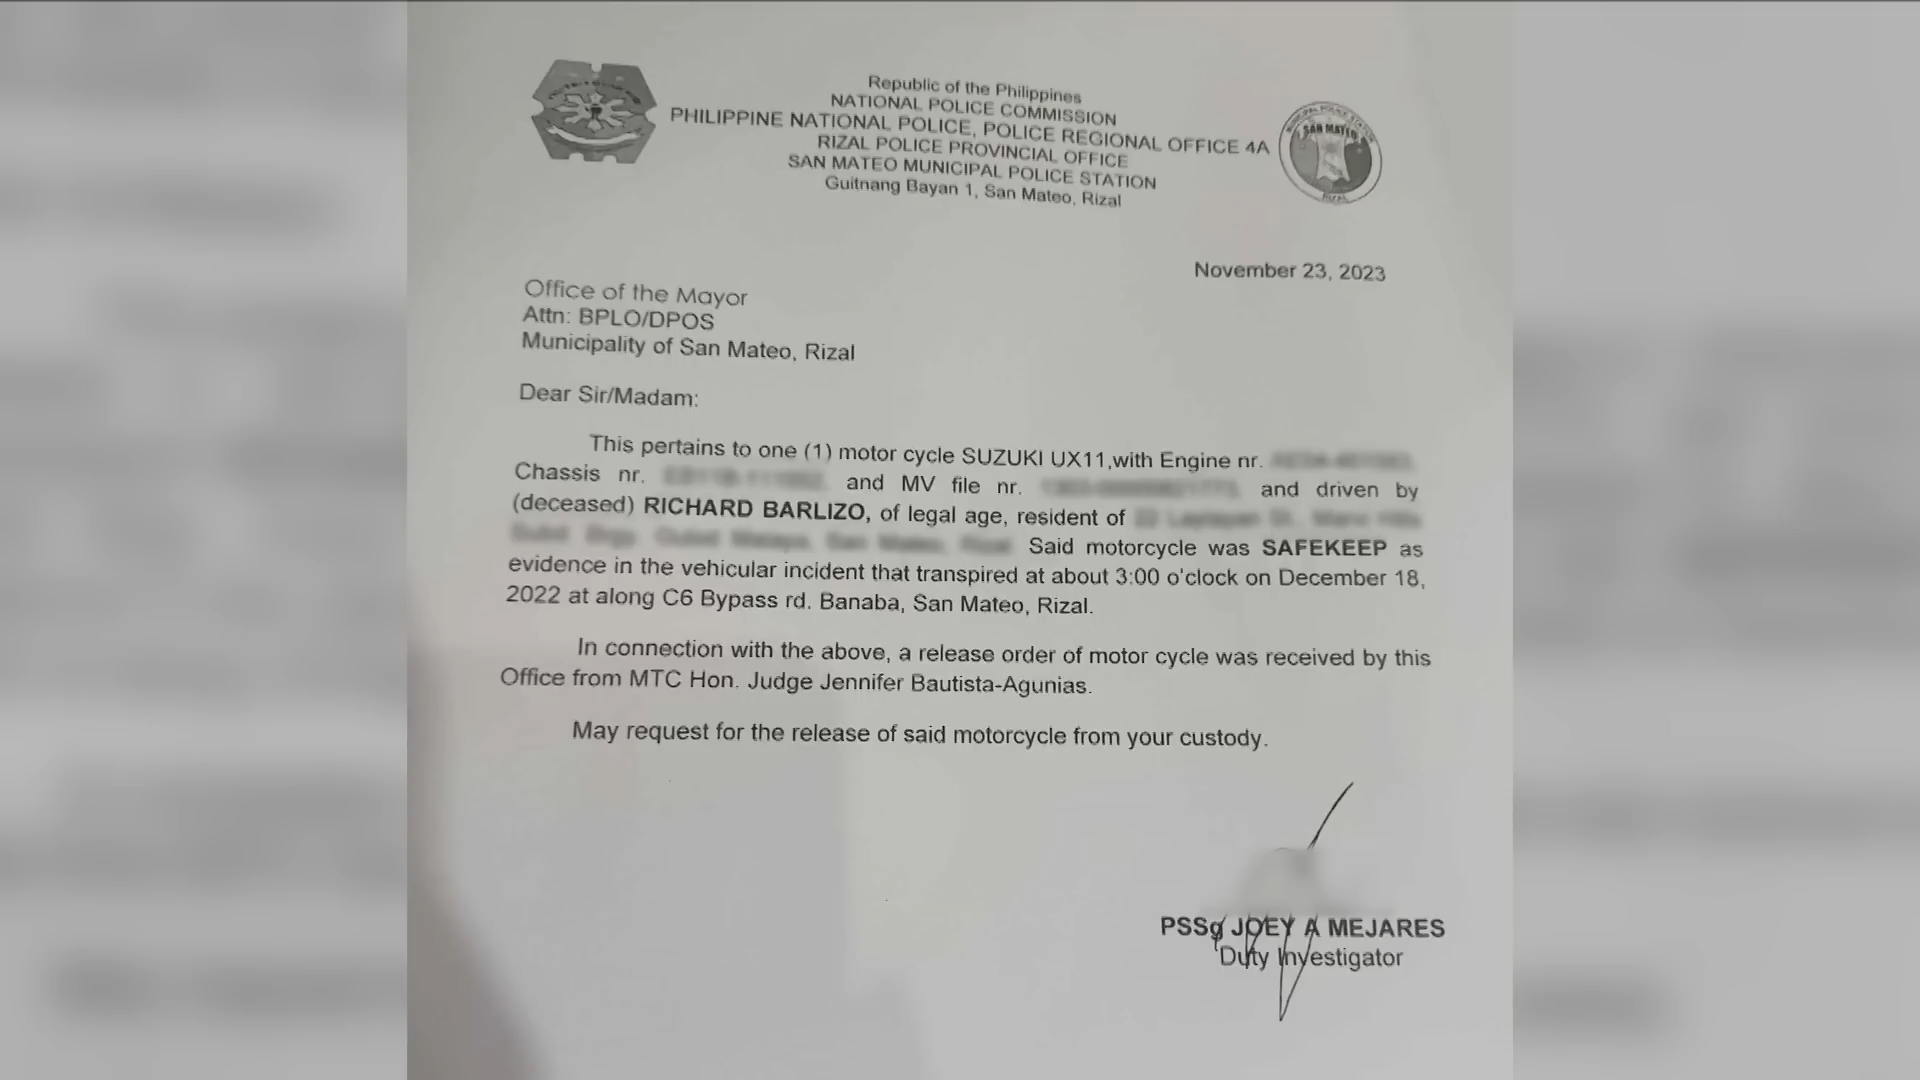 Republic of the Philippines
NATIONAL POLICE COMMISSION
PHILIPPINE NATIONAL POLICE, POLICE REGIONAL OFFICE 4A
RIZAL POLICE PROVINCIAL OFFICE
SAN MATEO MUNICIPAL POLICE STATION
Guitnang Bayan 1, San Mateo, Rizal
SAN MATEO
RIZAL
November 23, 2023
Office of the Mayor
Attn: BPLO/DPOS
Municipality of San Mateo, Rizal
Dear Sir/Madam:
This pertains to one (1) motor cycle SUZUKI UX11,with Engine nr.
Chassis nr. and MV file nr. and driven by
(deceased) RICHARD BARLIZO, of legal age, resident of
Said motorcycle was SAFEKEEP as
evidence in the vehicular incident that transpired at about 3:00 o'clock on December 18,
2022 at along C6 Bypass rd. Banaba, San Mateo, Rizal.
In connection with the above, a release order of motor cycle was received by this
Office from MTC Hon. Judge Jennifer Bautista-Agunias.
May request for the release of said motorcycle from your custody.
PSSg JOEY A MEJARES
Duty Investigator